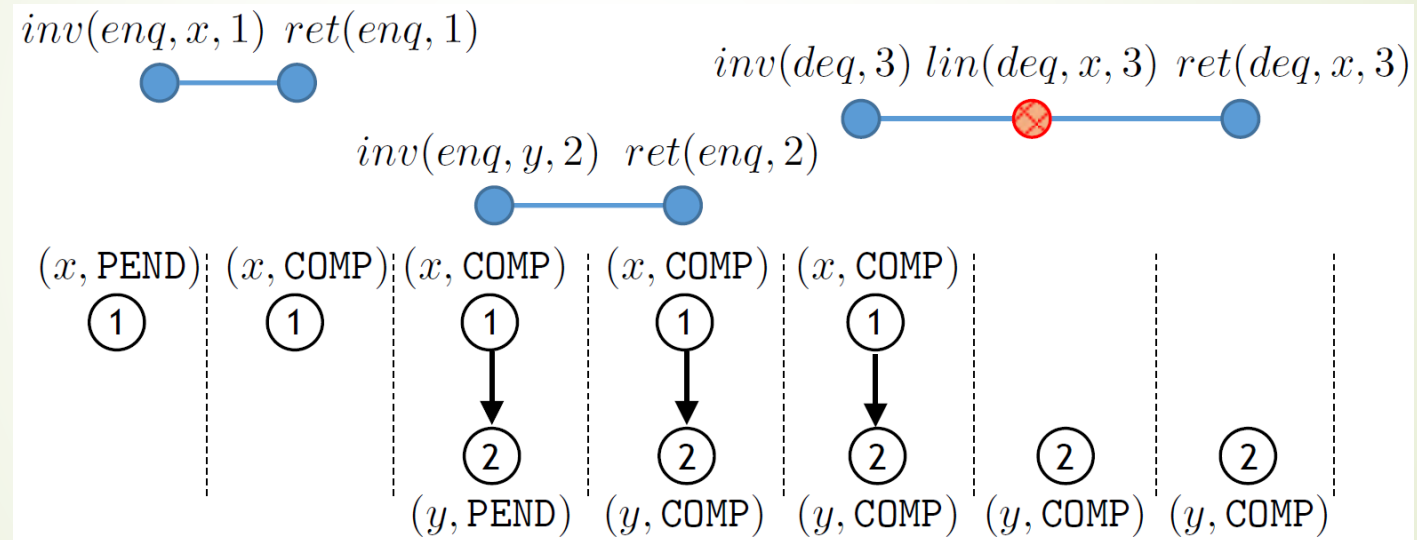 inv(enq, x, 1) ret(enq, 1)
inv(deq, 3) lin(deq, x, 3) ret(deq, x, 3)
inv(enq, y, 2) ret(enq, 2)
(x, PEND) (x, COMP) (x, COMP) (x, COMP) (x, COMP)
1 1 1 1 1
2 2 2 2 2
(y, PEND) (y, COMP) (y, COMP) (y, COMP) (y, COMP)